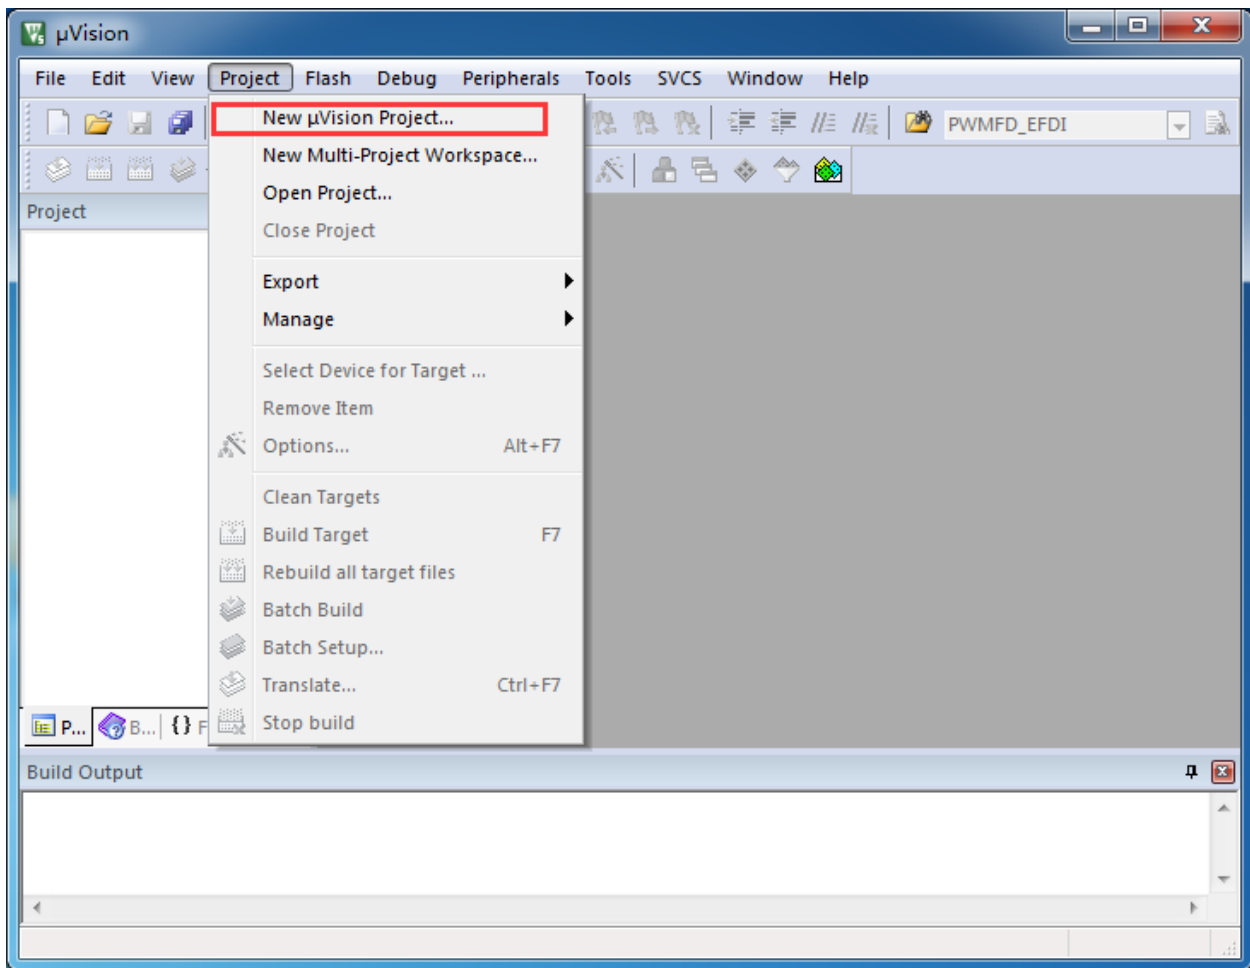 µVision
File Edit View Project Flash Debug Peripherals Tools SVCS Window Help
PWMFD_EFDI
Project
New µVision Project...
New Multi-Project Workspace...
Open Project...
Close Project
Export
Manage
Select Device for Target ...
Remove Item
Options... Alt+F7
Clean Targets
Build Target F7
Rebuild all target files
Batch Build
Batch Setup...
Translate... Ctrl+F7
Stop build
P... B... {} F
Build Output